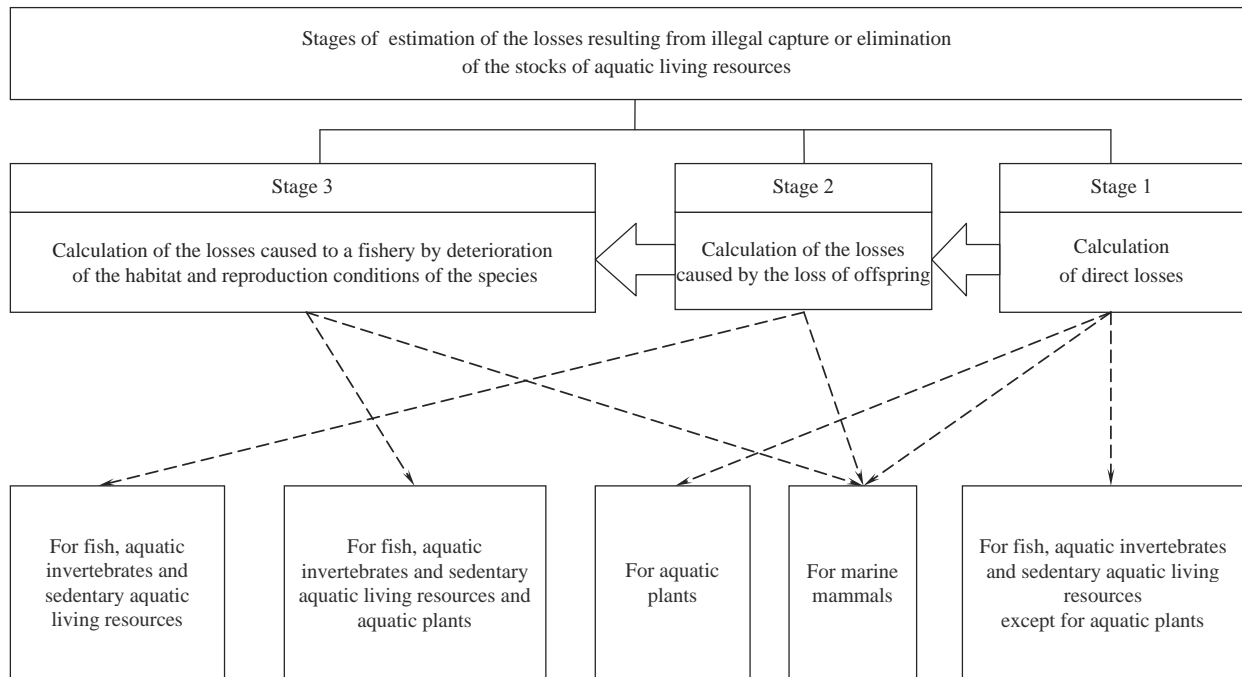 Stages of estimation of the losses resulting from illegal capture or elimination
of the stocks of aquatic living resources
Stage 3
Calculation of the losses caused to a fishery by deterioration
of the habitat and reproduction conditions of the species
Stage 2
Calculation of the losses
caused by the loss of offspring
Stage 1
Calculation
of direct losses
For fish, aquatic
invertebrates and
sedentary aquatic
living resources
For fish, aquatic
invertebrates and sedentary
aquatic living resources and
aquatic plants
For aquatic
plants
For marine
mammals
For fish, aquatic invertebrates
and sedentary aquatic living
resources
except for aquatic plants